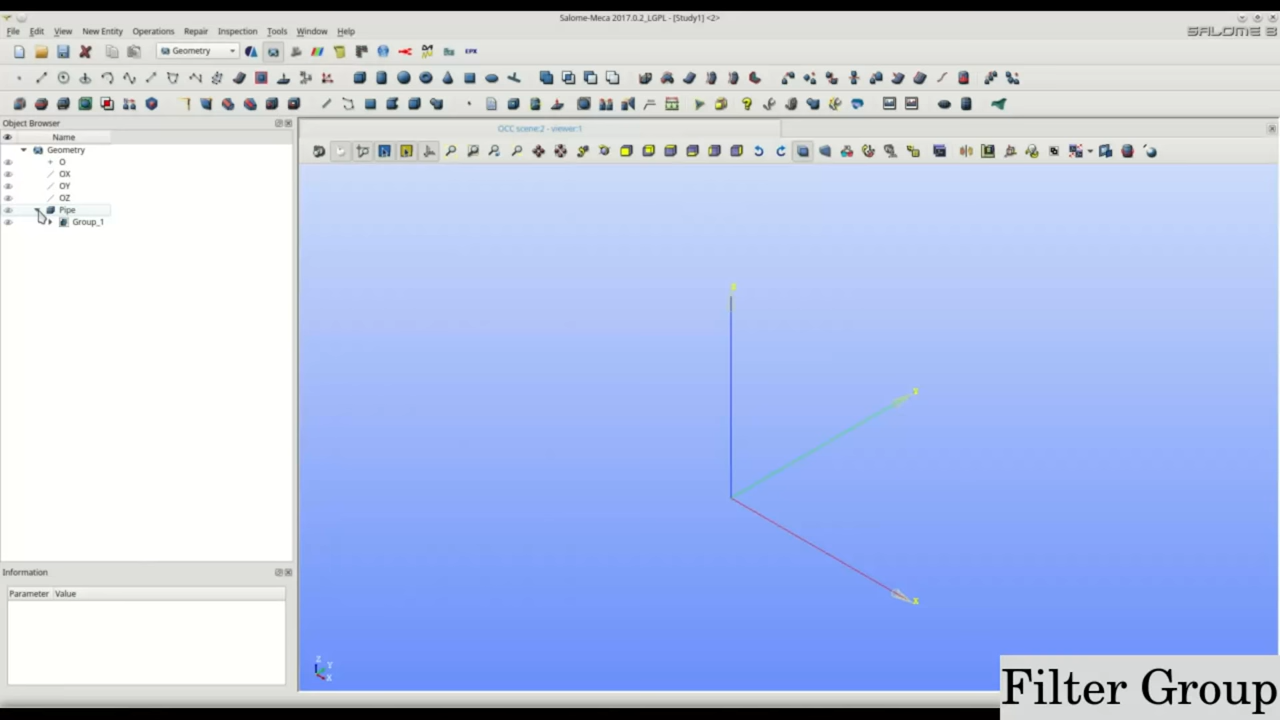 Salome-Meca 2017.0.2_LGPL - [Study1] <2>
File Edit View New Entity Operations Repair Inspection Tools Window Help
SALOME 8
Geometry
EPX
Object Browser
Name
OCC scene:2 - viewer:1
Geometry
O
OX
OY
OZ
Pipe
Group_1
Y
X
Information
Parameter Value
Z
Y
X
Filter Group